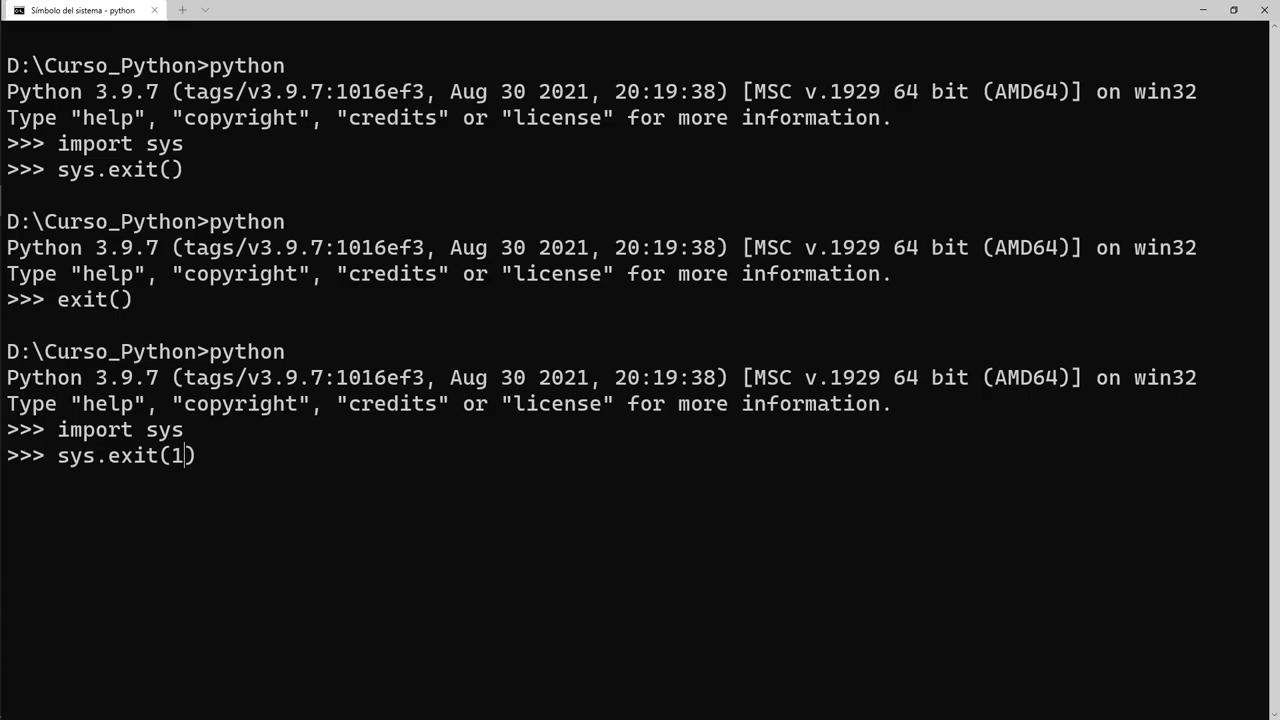 Símbolo del sistema - python
D:\Curso_Python>python
Python 3.9.7 (tags/v3.9.7:1016ef3, Aug 30 2021, 20:19:38) [MSC v.1929 64 bit (AMD64)] on win32
Type "help", "copyright", "credits" or "license" for more information.
>>> import sys
>>> sys.exit()
D:\Curso_Python>python
Python 3.9.7 (tags/v3.9.7:1016ef3, Aug 30 2021, 20:19:38) [MSC v.1929 64 bit (AMD64)] on win32
Type "help", "copyright", "credits" or "license" for more information.
>>> exit()
D:\Curso_Python>python
Python 3.9.7 (tags/v3.9.7:1016ef3, Aug 30 2021, 20:19:38) [MSC v.1929 64 bit (AMD64)] on win32
Type "help", "copyright", "credits" or "license" for more information.
>>> import sys
>>> sys.exit(1)